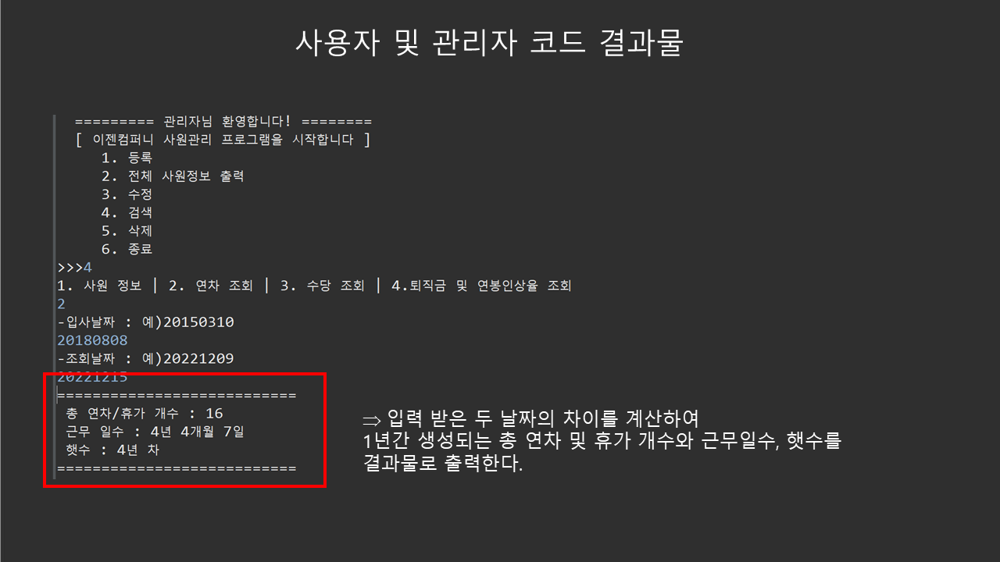 사용자 및 관리자 코드 결과물
========= 관리자님 환영합니다! ========
[ 이젠컴퍼니 사원관리 프로그램을 시작합니다 ]
1. 등록
2. 전체 사원정보 출력
3. 수정
4. 검색
5. 삭제
6. 종료
>>>4
1. 사원 정보 | 2. 연차 조회 | 3. 수당 조회 | 4.퇴직금 및 연봉인상율 조회
2
-입사날짜 : 예)20150310
20180808
-조회날짜 : 예)20221209
20221215
===========================
총 연차/휴가 개수 : 16
근무 일수 : 4년 4개월 7일
햇수 : 4년 차
===========================
⇒ 입력 받은 두 날짜의 차이를 계산하여
1년간 생성되는 총 연차 및 휴가 개수와 근무일수, 햇수를
결과물로 출력한다.